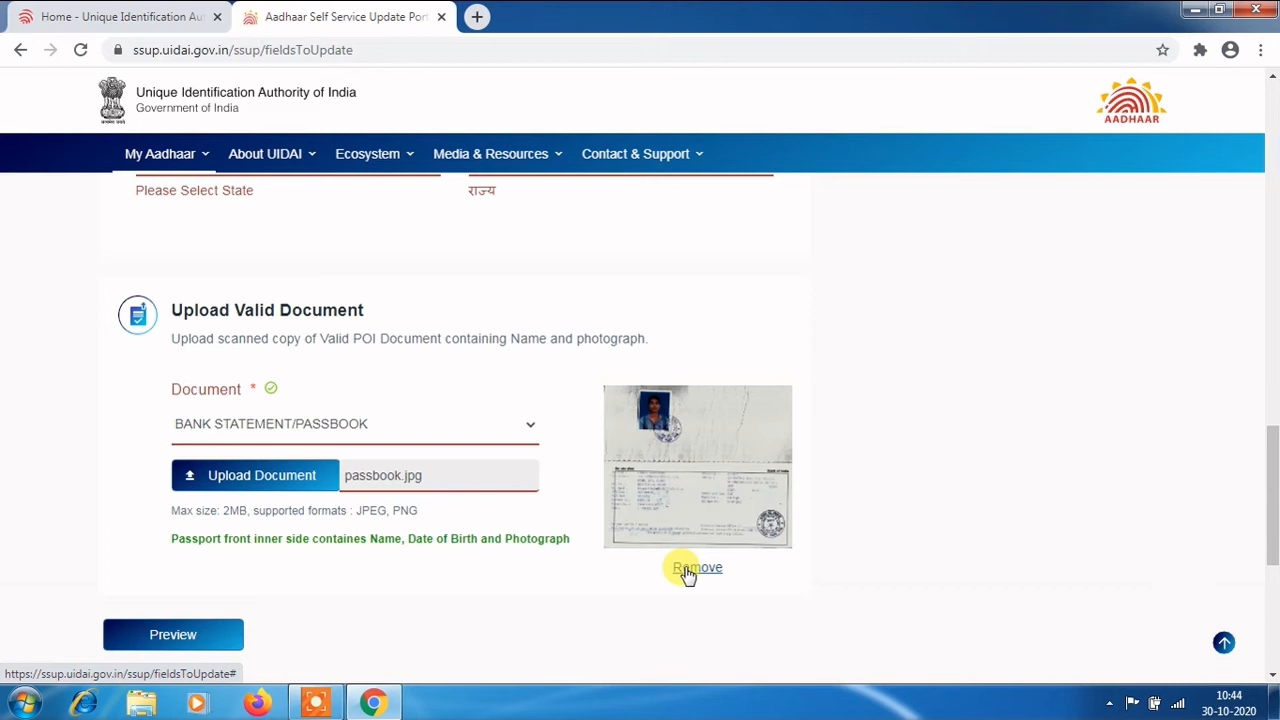 Home - Unique Identification Au
Aadhaar Self Service Update Port
ssup.uidai.gov.in/ssup/fieldsToUpdate
Unique Identification Authority of India
Government of India
AADHAAR
My Aadhaar
About UIDAI
Ecosystem
Media & Resources
Contact & Support
Please Select State
राज्य
Upload Valid Document
Upload scanned copy of Valid POI Document containing Name and photograph.
Document *
BANK STATEMENT/PASSBOOK
Upload Document
passbook.jpg
Max size: 2MB, supported formats : JPEG, PNG
Passport front inner side containes Name, Date of Birth and Photograph
Remove
Preview
https://ssup.uidai.gov.in/ssup/fieldsToUpdate#
10:44
30-10-2020